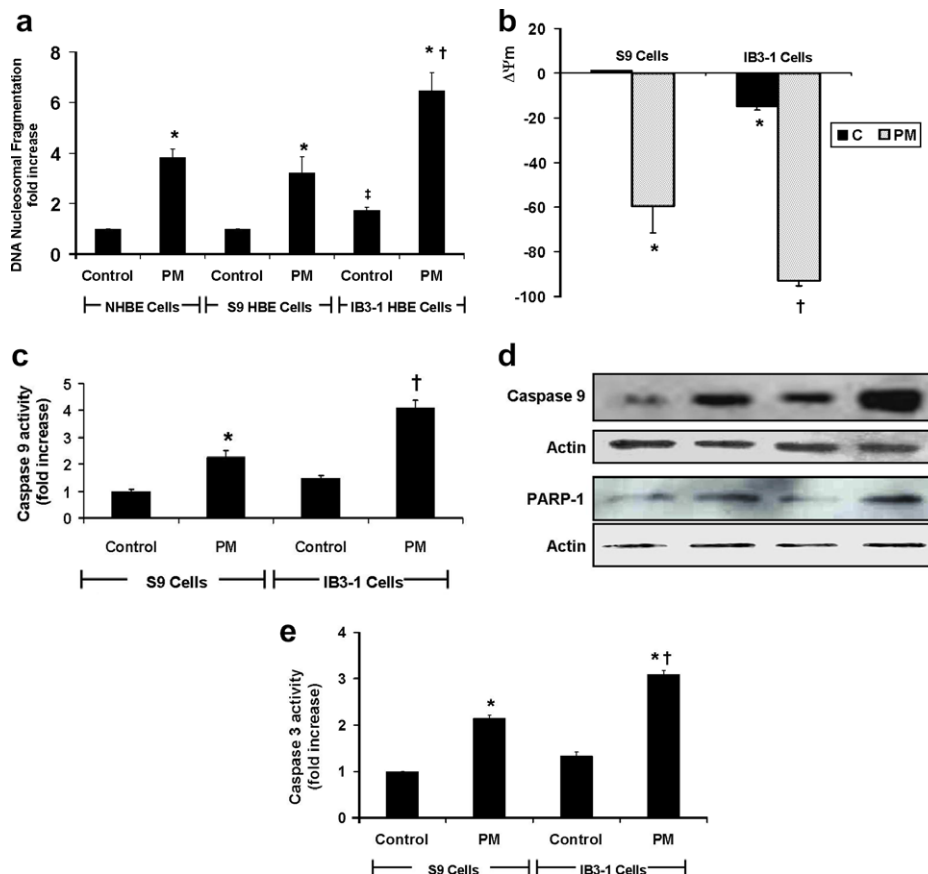 a
DNA Nucleosomal Fragmentation
fold increase
8
6
4
2
0
*
*
‡
* †
Control PM Control PM Control PM
NHBE Cells S9 HBE Cells IB3-1 HBE Cells
b
ΔΨm
20
0
-20
-40
-60
-80
-100
S9 Cells IB3-1 Cells
*
*
†
C PM
c
Caspase 9 activity
(fold increase)
5
4
3
2
1
0
*
†
Control PM Control PM
S9 Cells IB3-1 Cells
d
Caspase 9
Actin
PARP-1
Actin
e
Caspase 3 activity
(fold increase)
4
3
2
1
0
*
* †
Control PM Control PM
S9 Cells IB3-1 Cells